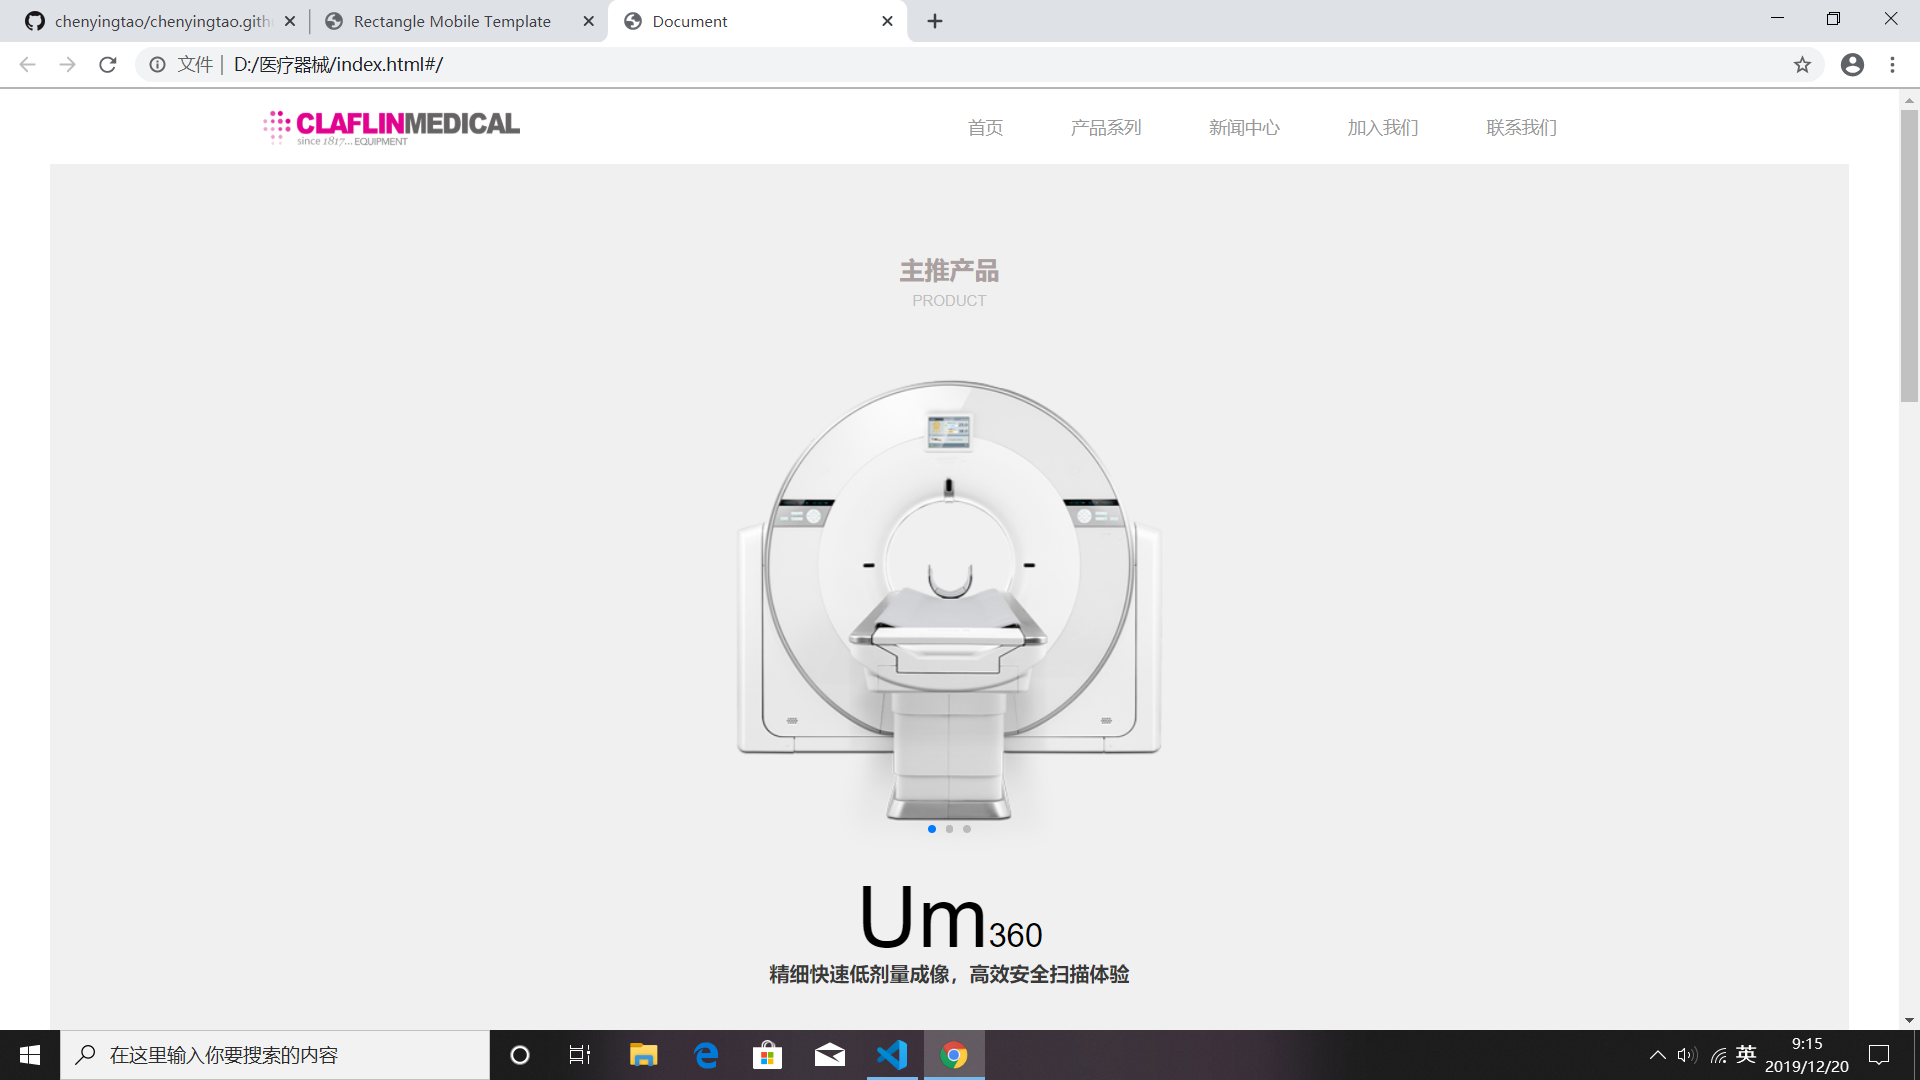 chenyingtao/chenyingtao.gith
Rectangle Mobile Template
Document
文件 | D:/医疗器械/index.html#/
CLAFLINMEDICAL
since 1817... EQUIPMENT
首页 产品系列 新闻中心 加入我们 联系我们
主推产品
PRODUCT
Um360
精细快速低剂量成像，高效安全扫描体验
在这里输入你要搜索的内容
英
9:15
2019/12/20